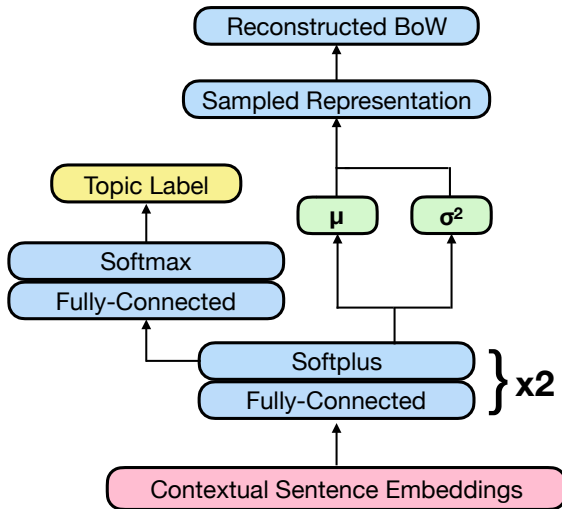 Reconstructed BoW
Sampled Representation
Topic Label
μ
σ²
Softmax
Fully-Connected
Softplus
Fully-Connected
} x2
Contextual Sentence Embeddings